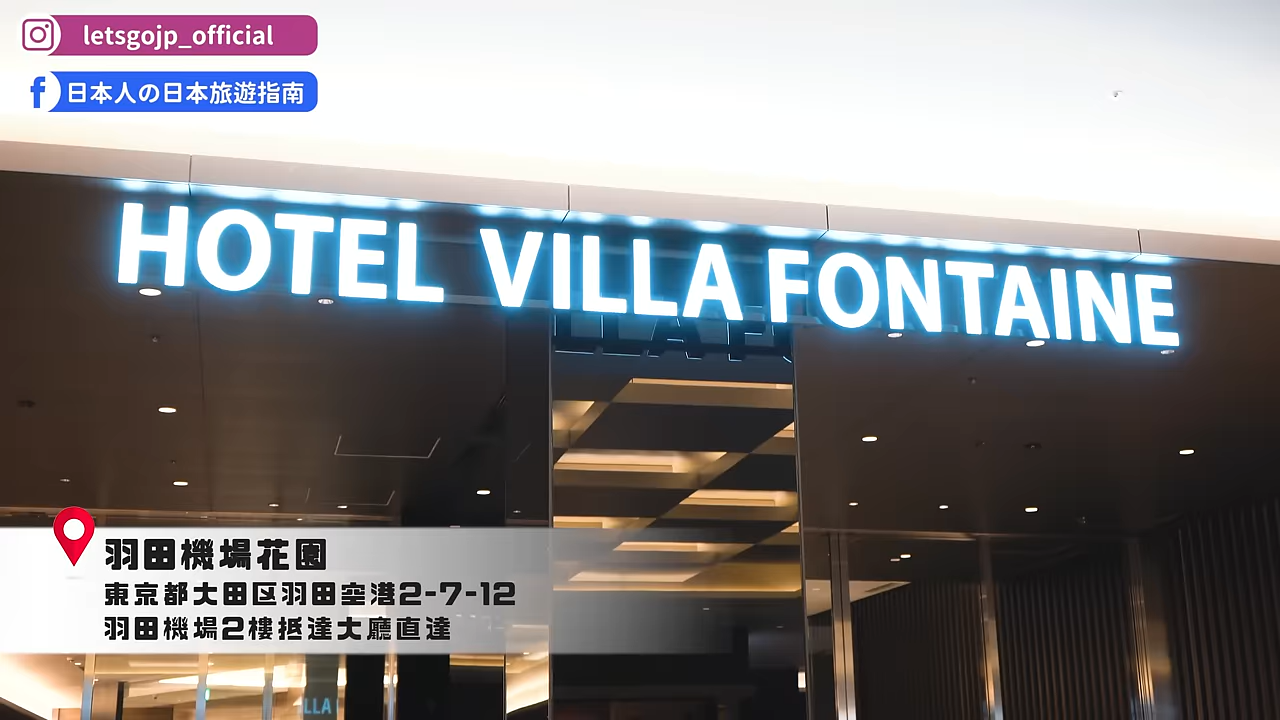 letsgojp_official
日本人の日本旅遊指南
HOTEL VILLA FONTAINE
羽田機場花園
東京都大田区羽田空港2-7-12
羽田機場2樓抵達大廳直達